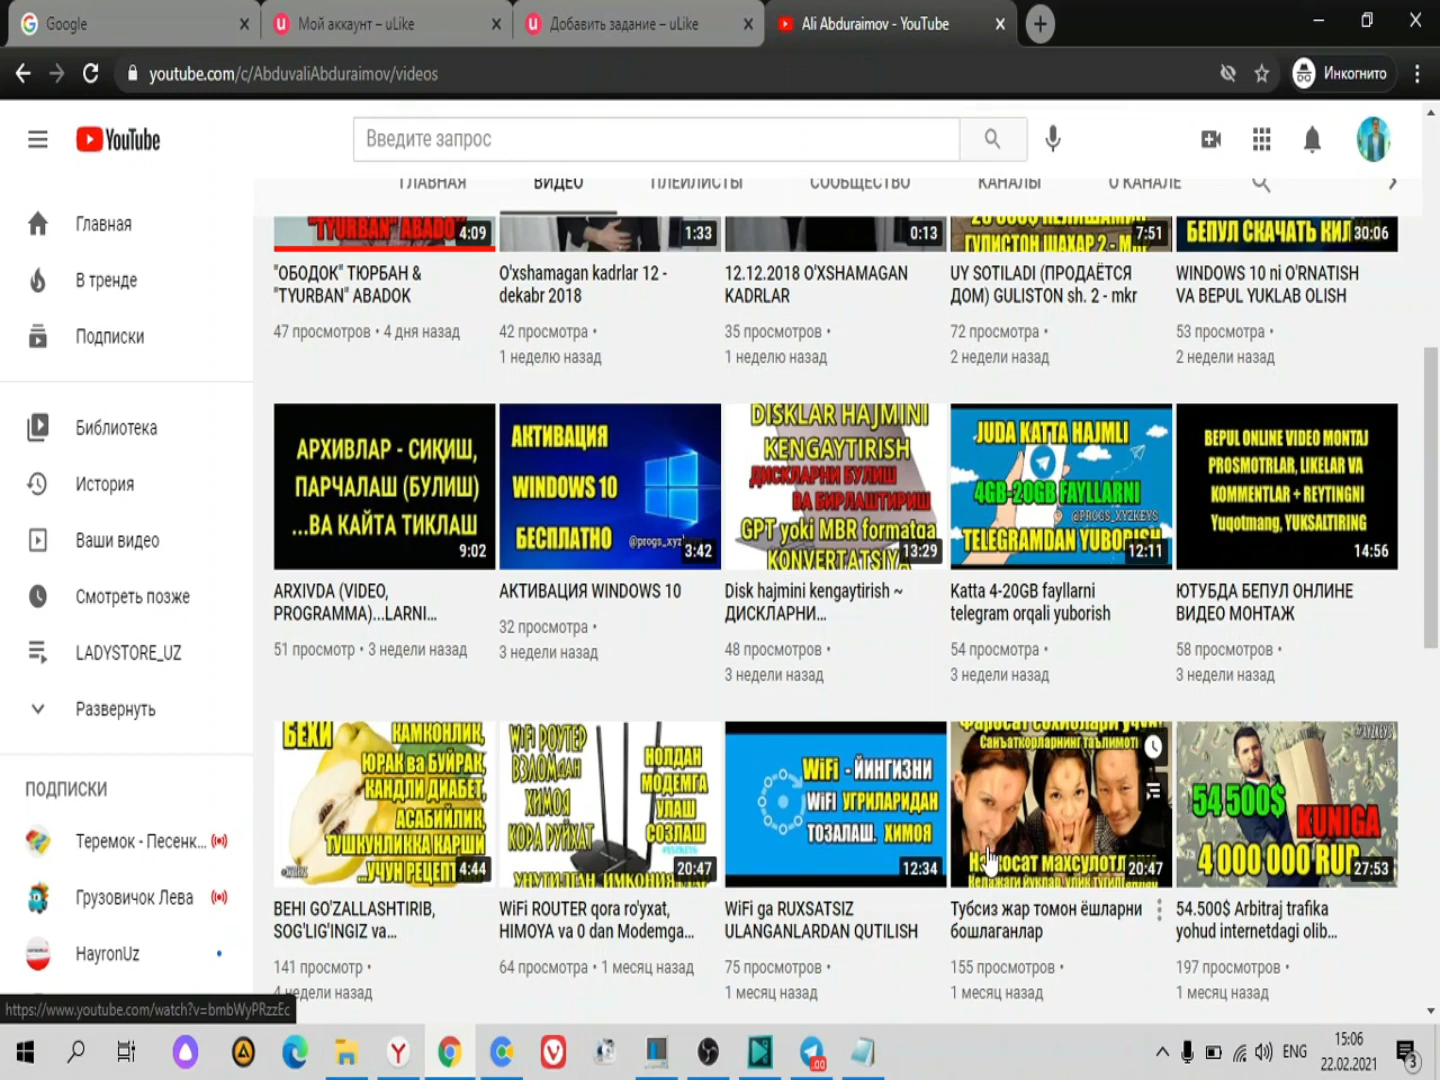 Google
Мой аккаунт – uLike
Добавить задание – uLike
Ali Abduraimov - YouTube
youtube.com/c/AbduvaliAbduraimov/videos
Инкогнито
YouTube
Введите запрос
ГЛАВНАЯ
ВИДЕО
ПЛЕЙЛИСТЫ
СООБЩЕСТВО
КАНАЛЫ
О КАНАЛЕ
Главная
В тренде
Подписки
Библиотека
История
Ваши видео
Смотреть позже
LADYSTORE_UZ
Развернуть
ПОДПИСКИ
Теремок - Песенк...
Грузовичок Лева
HayronUz
"TYURBAN" ABADO
4:09
"ОБОДОК" ТЮРБАН &
"TYURBAN" ABADOK
47 просмотров • 4 дня назад
1:33
O'xshamagan kadrlar 12 -
dekabr 2018
42 просмотра •
1 неделю назад
0:13
12.12.2018 O'XSHAMAGAN
KADRLAR
35 просмотров •
1 неделю назад
ГУЛИСТОН ШАХАР 2 - МКР
7:51
UY SOTILADI (ПРОДАЁТСЯ
ДОМ) GULISTON sh. 2 - mkr
72 просмотра •
2 недели назад
БЕПУЛ СКАЧАТЬ КИЛ
30:06
WINDOWS 10 ni O'RNATISH
VA BEPUL YUKLAB OLISH
53 просмотра •
2 недели назад
АРХИВЛАР - СИҚИШ,
ПАРЧАЛАШ (БУЛИШ)
...ВА КАЙТА ТИКЛАШ
9:02
ARXIVDA (VIDEO,
PROGRAMMA)...LARNI...
51 просмотр • 3 недели назад
АКТИВАЦИЯ
WINDOWS 10
БЕСПЛАТНО
@progs_xyz
3:42
АКТИВАЦИЯ WINDOWS 10
32 просмотра •
3 недели назад
DISKLAR HAJMINI
KENGAYTIRISH
ДИСКЛАРНИ БУЛИШ
ВА БИРЛАШТИРИШ
GPT yoki MBR formatga
KONVERTATSIYA
13:29
Disk hajmini kengaytirish ~
ДИСКЛАРНИ...
48 просмотров •
3 недели назад
JUDA KATTA HAJMLI
4GB-20GB FAYLLARNI
@PROGS_XYZKEYS
TELEGRAMDAN YUBORISH
12:11
Katta 4-20GB fayllarni
telegram orqali yuborish
54 просмотра •
3 недели назад
BEPUL ONLINE VIDEO MONTAJ
PROSMOTRLAR, LIKELAR VA
KOMMENTLAR + REYTINGNI
Yuqotmang, YUKSALTIRING
14:56
ЮТУБДА БЕПУЛ ОНЛИНЕ
ВИДЕО МОНТАЖ
58 просмотров •
3 недели назад
БЕХИ
КАМКОНЛИК,
ЮРАК ва БУЙРАК,
КАНДЛИ ДИАБЕТ,
АСАБИЙЛИК,
ТУШКУНЛИККА КАРШИ
...УЧУН РЕЦЕПТ
4:44
BEHI GO'ZALLASHTIRIB,
SOG'LIG'INGIZ va...
141 просмотр •
4 недели назад
WiFi РОУТЕР
ВЗЛОМДАН
ХИМОЯ
КОРА РУЙХАТ
НОЛДАН
МОДЕМГА
УЛАШ
СОЗЛАШ
20:47
WiFi ROUTER qora ro'yxat,
HIMOYA va 0 dan Modemga...
64 просмотра • 1 месяц назад
WiFi - ЙИНГИЗНИ
WiFi УГРИЛАРИДАН
ТОЗАЛАШ. ХИМОЯ
12:34
WiFi ga RUXSATSIZ
ULANGANLARDAN QUTILISH
75 просмотров •
1 месяц назад
Санъаткорларнинг таълимоти
20:47
Тубсиз жар томон ёшларни
бошлаганлар
155 просмотров •
1 месяц назад
54 500$
KUNIGA
4 000 000 RUP
27:53
54.500$ Arbitraj trafika
yohud internetdagi olib...
197 просмотров •
1 месяц назад
https://www.youtube.com/watch?v=bmbWyPRzzEc
.00
ENG
15:06
22.02.2021
3